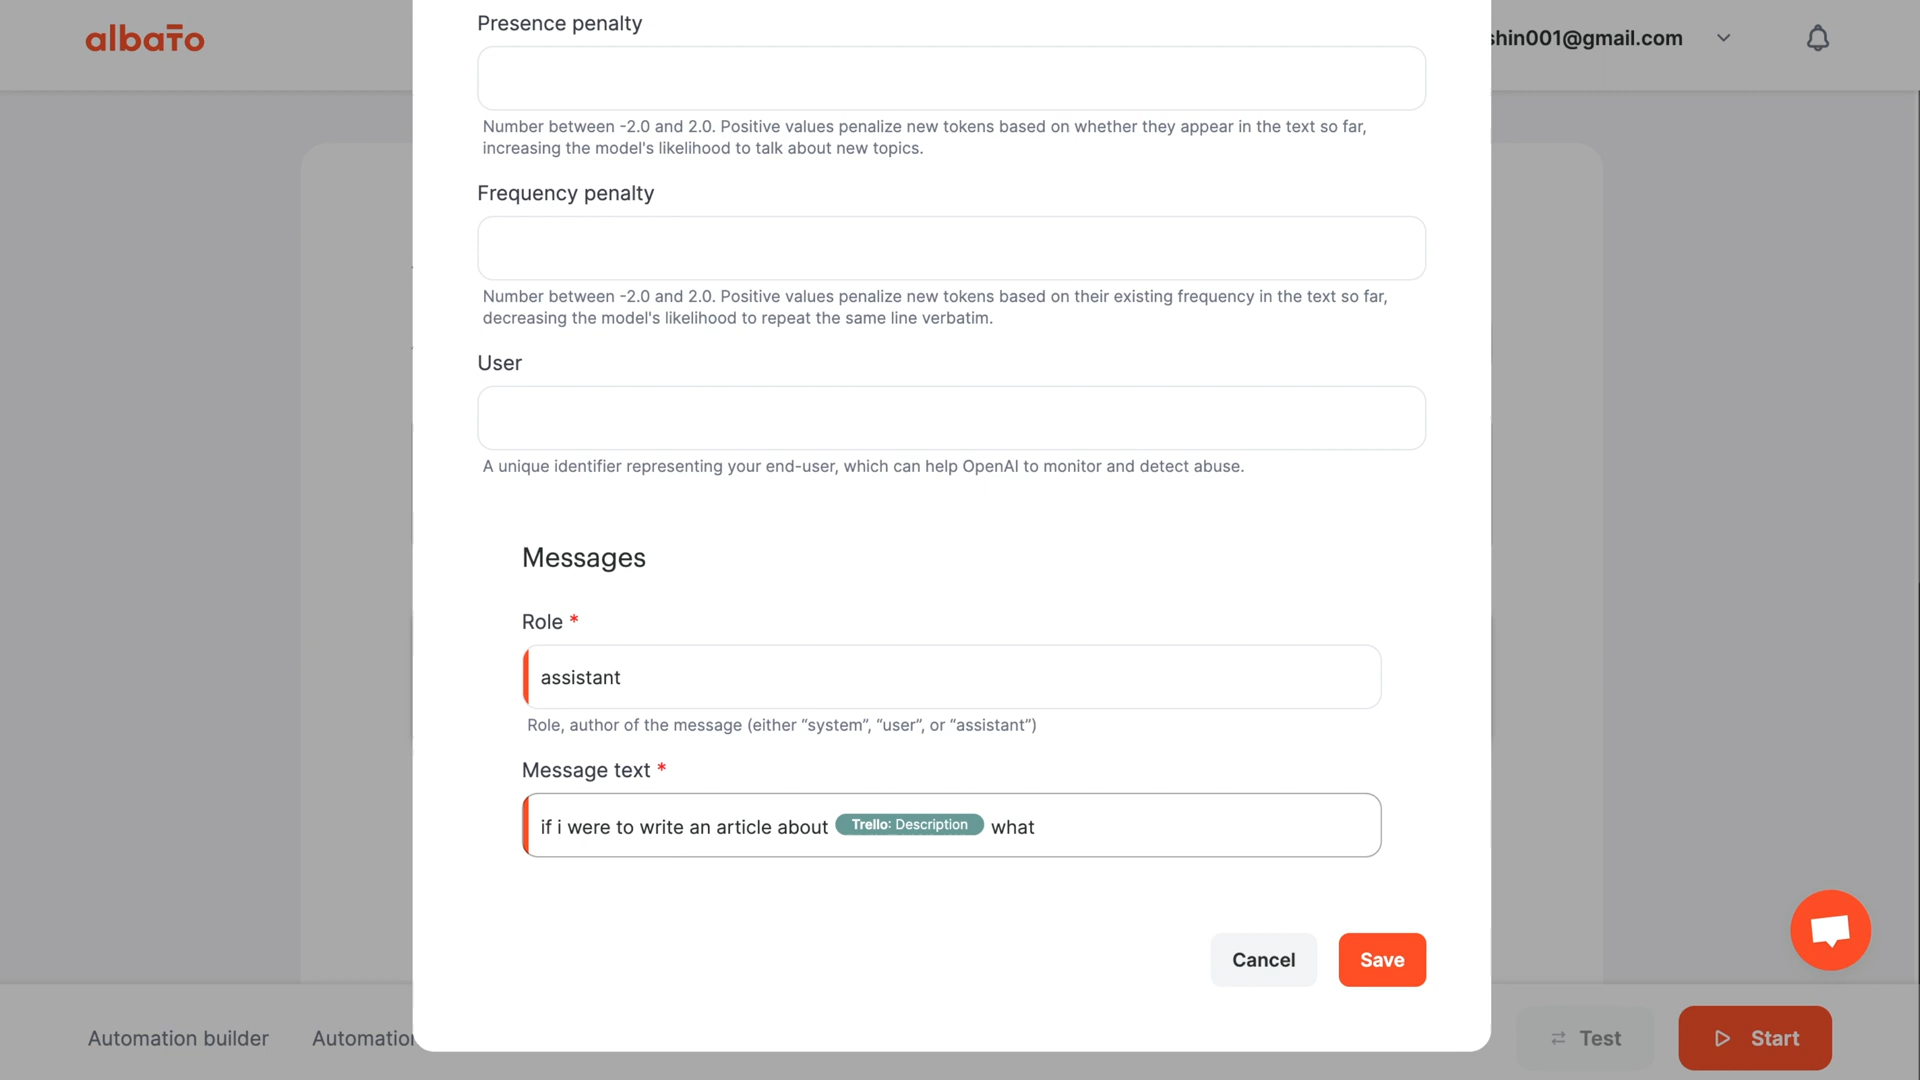 albato
shin001@gmail.com
Presence penalty
Number between -2.0 and 2.0. Positive values penalize new tokens based on whether they appear in the text so far,
increasing the model's likelihood to talk about new topics.
Frequency penalty
Number between -2.0 and 2.0. Positive values penalize new tokens based on their existing frequency in the text so far,
decreasing the model's likelihood to repeat the same line verbatim.
User
A unique identifier representing your end-user, which can help OpenAI to monitor and detect abuse.
Messages
Role *
assistant
Role, author of the message (either “system”, “user”, or “assistant”)
Message text *
if i were to write an article about Trello: Description what
Cancel
Save
Automation builder
Automation
Test
Start